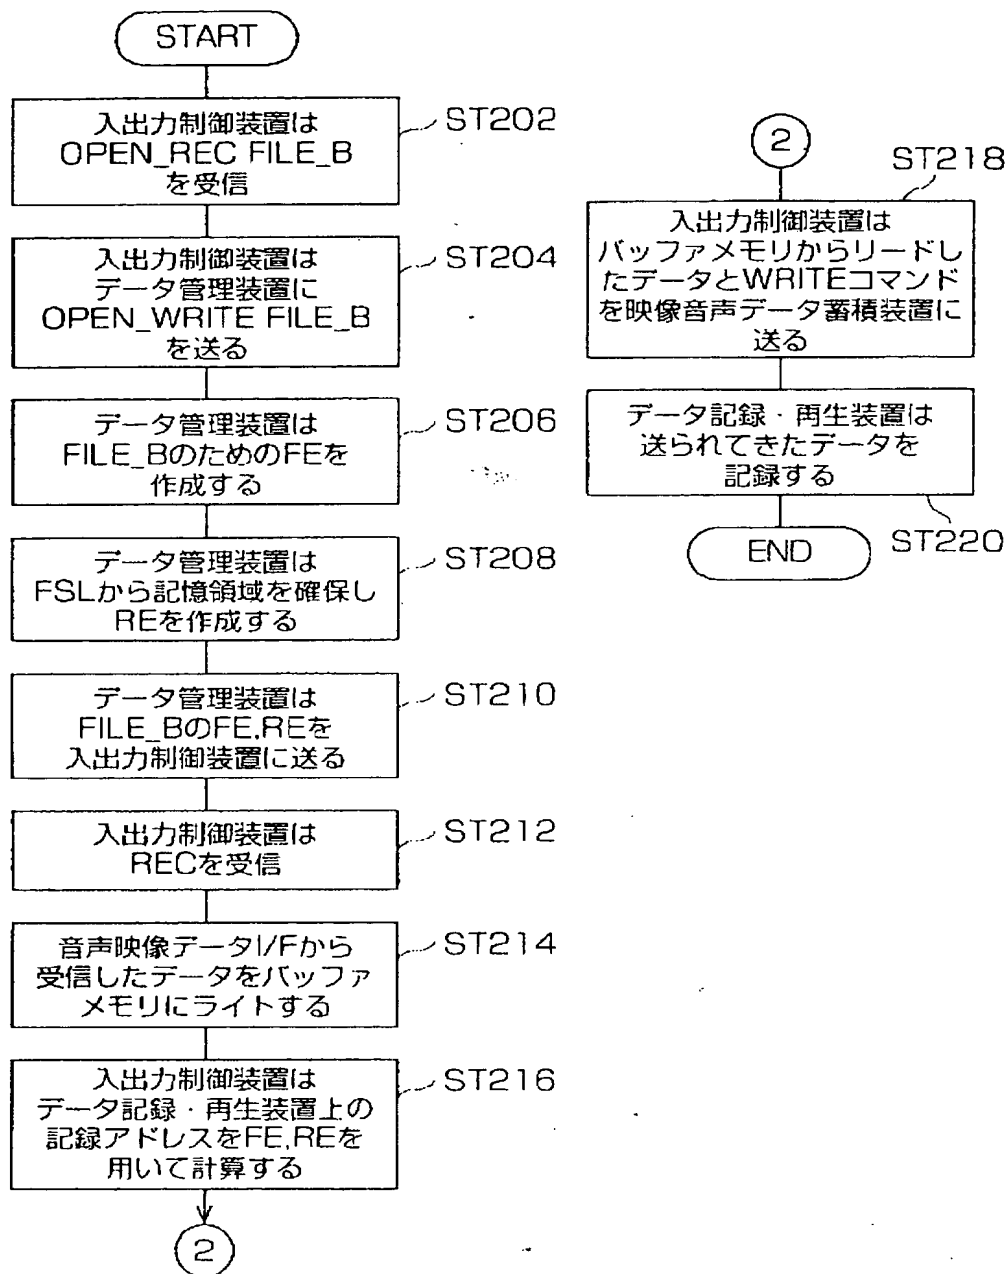 START
入出力制御装置は
OPEN_REC FILE_B
を受信
ST202
入出力制御装置は
データ管理装置に
OPEN_WRITE FILE_B
を送る
ST204
データ管理装置は
FILE_BのためのFEを
作成する
ST206
データ管理装置は
FSLから記憶領域を確保し
REを作成する
ST208
データ管理装置は
FILE_BのFE,REを
入出力制御装置に送る
ST210
入出力制御装置は
RECを受信
ST212
音声映像データI/Fから
受信したデータをバッファ
メモリにライトする
ST214
入出力制御装置は
データ記録・再生装置上の
記録アドレスをFE,REを
用いて計算する
ST216
2
2
ST218
入出力制御装置は
バッファメモリからリードし
たデータとWRITEコマンド
を映像音声データ蓄積装置に
送る
データ記録・再生装置は
送られてきたデータを
記録する
ST220
END